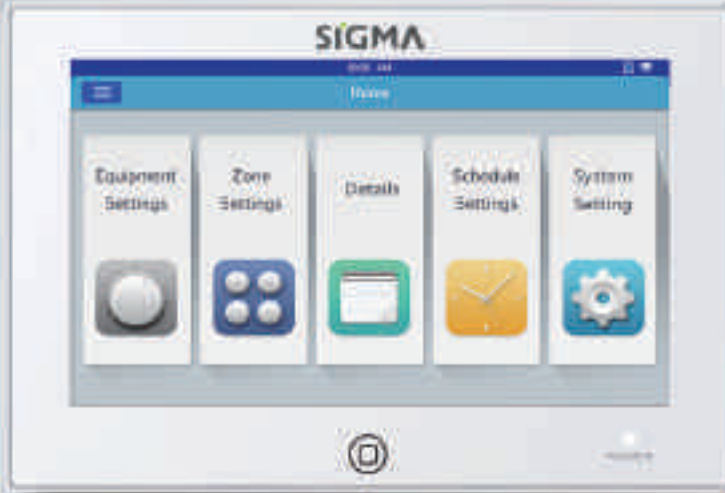 SIGMA
Home
Equipment
Settings
Zone
Settings
Details
Schedule
Settings
System
Setting